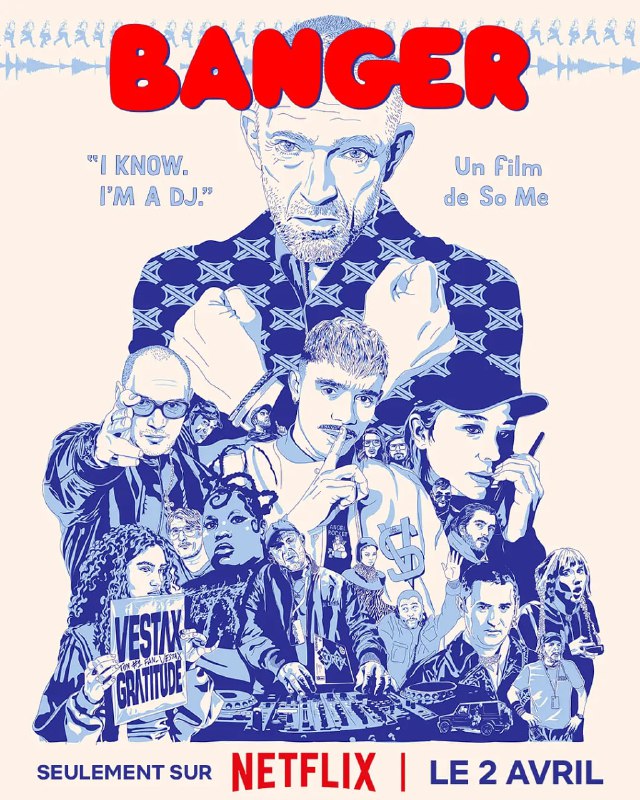 BANGER
"I KNOW.
I'M A DJ."
Un film
de So Me
VESTAX
GRATITUDE
SEULEMENT SUR NETFLIX | LE 2 AVRIL